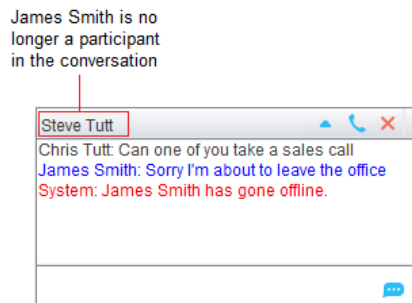 James Smith is no
longer a participant
in the conversation
Steve Tutt
Chris Tutt: Can one of you take a sales call
James Smith: Sorry I'm about to leave the office
System: James Smith has gone offline.